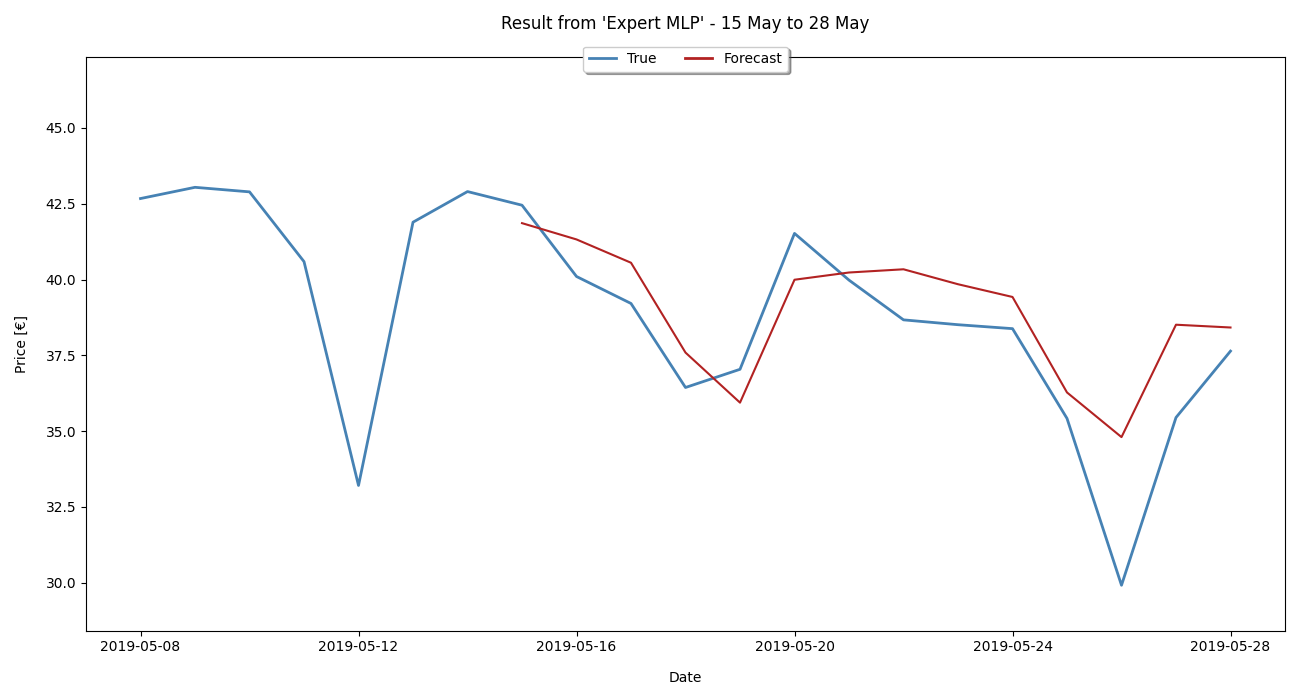 Result from 'Expert MLP' - 15 May to 28 May
True Forecast
45.0
42.5
40.0
37.5
35.0
32.5
30.0
Price [€]
2019-05-08 2019-05-12 2019-05-16 2019-05-20 2019-05-24 2019-05-28
Date